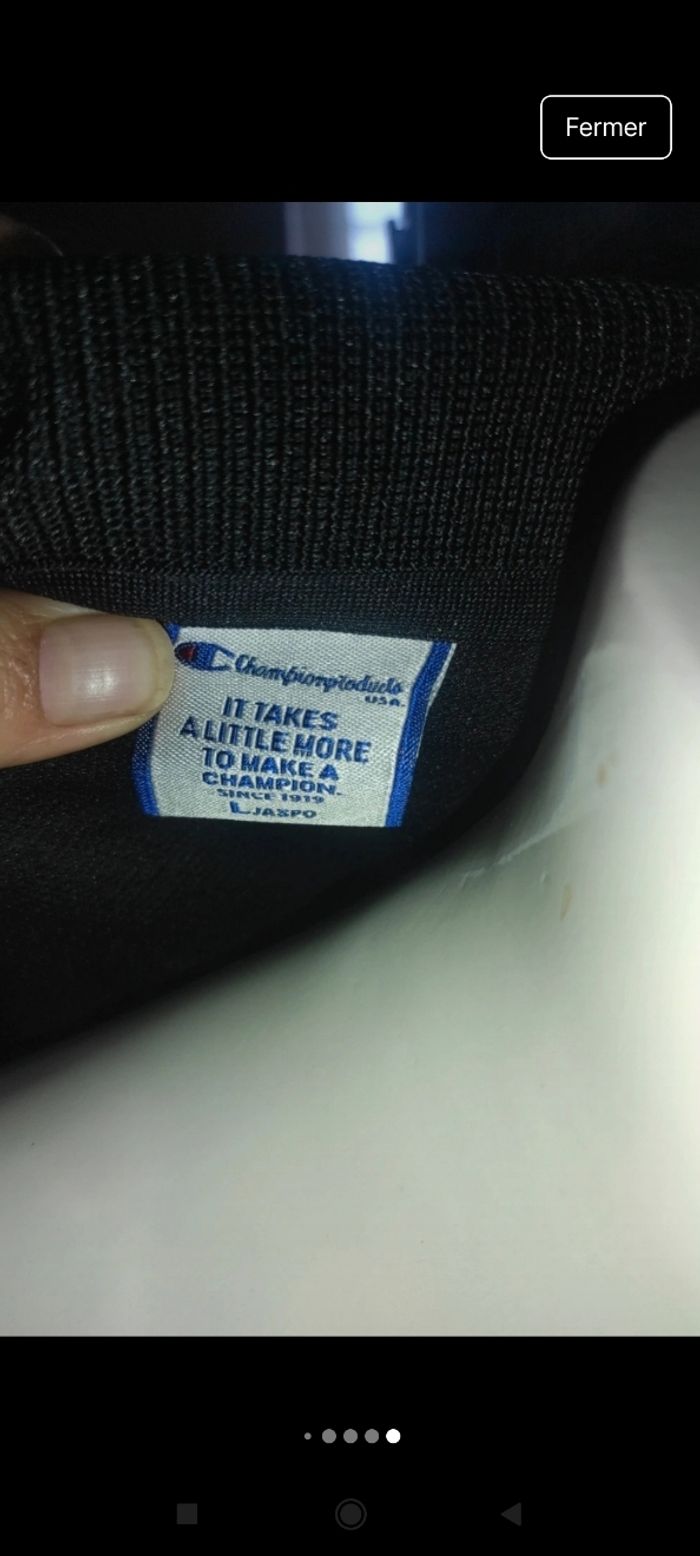 Fermer
Championproducts
USA.
IT TAKES
A LITTLE MORE
TO MAKE A
CHAMPION.
SINCE 1919
L JASPO